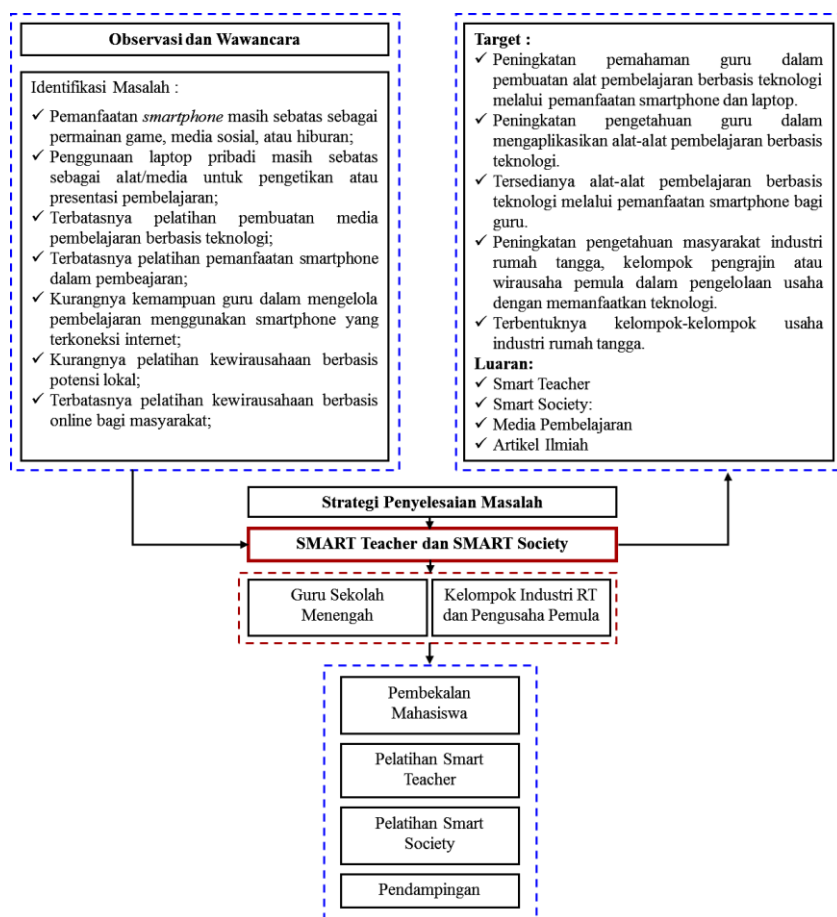 Observasi dan Wawancara
Identifikasi Masalah :
✓ Pemanfaatan smartphone masih sebatas sebagai
permainan game, media sosial, atau hiburan;
✓ Penggunaan laptop pribadi masih sebatas
sebagai alat/media untuk pengetikan atau
presentasi pembelajaran;
✓ Terbatasnya pelatihan pembuatan media
pembelajaran berbasis teknologi;
✓ Terbatasnya pelatihan pemanfaatan smartphone
dalam pembeajaran;
✓ Kurangnya kemampuan guru dalam mengelola
pembelajaran menggunakan smartphone yang
terkoneksi internet;
✓ Kurangnya pelatihan kewirausahaan berbasis
potensi lokal;
✓ Terbatasnya pelatihan kewirausahaan berbasis
online bagi masyarakat;
Target :
✓ Peningkatan pemahaman guru dalam
pembuatan alat pembelajaran berbasis teknologi
melalui pemanfaatan smartphone dan laptop.
✓ Peningkatan pengetahuan guru dalam
mengaplikasikan alat-alat pembelajaran berbasis
teknologi.
✓ Tersedianya alat-alat pembelajaran berbasis
teknologi melalui pemanfaatan smartphone bagi
guru.
✓ Peningkatan pengetahuan masyarakat industri
rumah tangga, kelompok pengrajin atau
wirausaha pemula dalam pengelolaan usaha
dengan memanfaatkan teknologi.
✓ Terbentuknya kelompok-kelompok usaha
industri rumah tangga.
Luaran:
✓ Smart Teacher
✓ Smart Society:
✓ Media Pembelajaran
✓ Artikel Ilmiah
Strategi Penyelesaian Masalah
SMART Teacher dan SMART Society
Guru Sekolah
Menengah
Kelompok Industri RT
dan Pengusaha Pemula
Pembekalan
Mahasiswa
Pelatihan Smart
Teacher
Pelatihan Smart
Society
Pendampingan